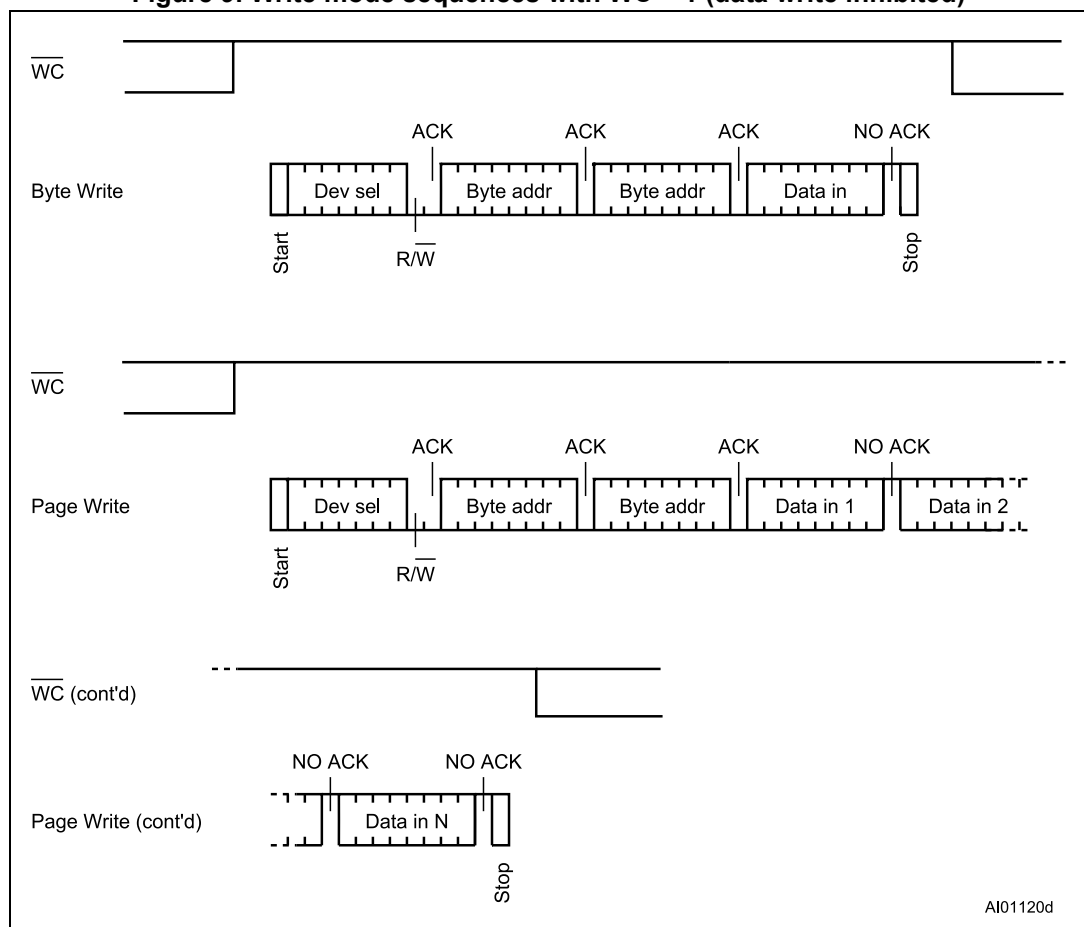 WC
ACK ACK ACK NO ACK
Byte Write Dev sel Byte addr Byte addr Data in
Start R/W Stop
WC
ACK ACK ACK NO ACK
Page Write Dev sel Byte addr Byte addr Data in 1 Data in 2
Start R/W
WC (cont'd)
NO ACK NO ACK
Page Write (cont'd) Data in N
Stop
AI01120d